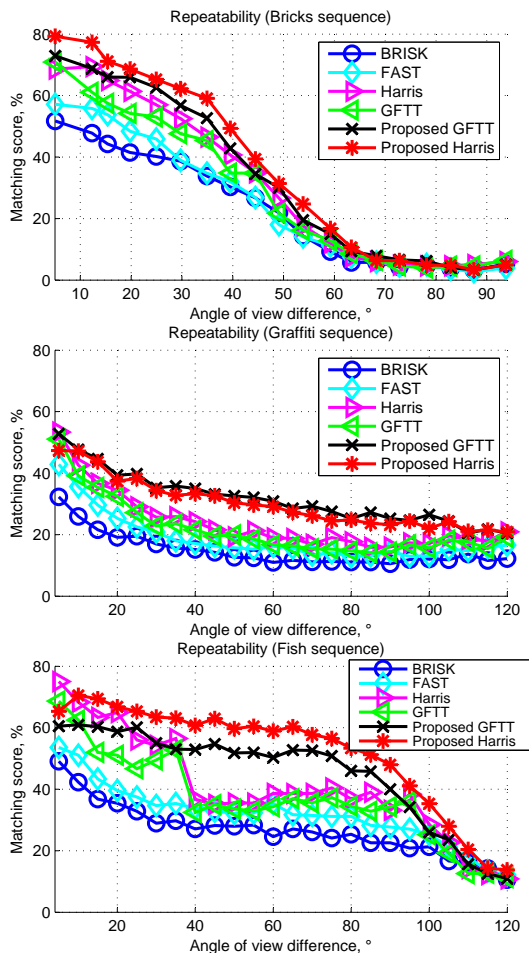 Repeatability (Bricks sequence)
80
60
40
20
0
Matching score, %
BRISK
FAST
Harris
GFTT
Proposed GFTT
Proposed Harris
10 20 30 40 50 60 70 80 90
Angle of view difference, °
Repeatability (Graffiti sequence)
80
60
40
20
0
Matching score, %
BRISK
FAST
Harris
GFTT
Proposed GFTT
Proposed Harris
20 40 60 80 100 120
Angle of view difference, °
Repeatability (Fish sequence)
80
60
40
20
0
Matching score, %
BRISK
FAST
Harris
GFTT
Proposed GFTT
Proposed Harris
20 40 60 80 100 120
Angle of view difference, °